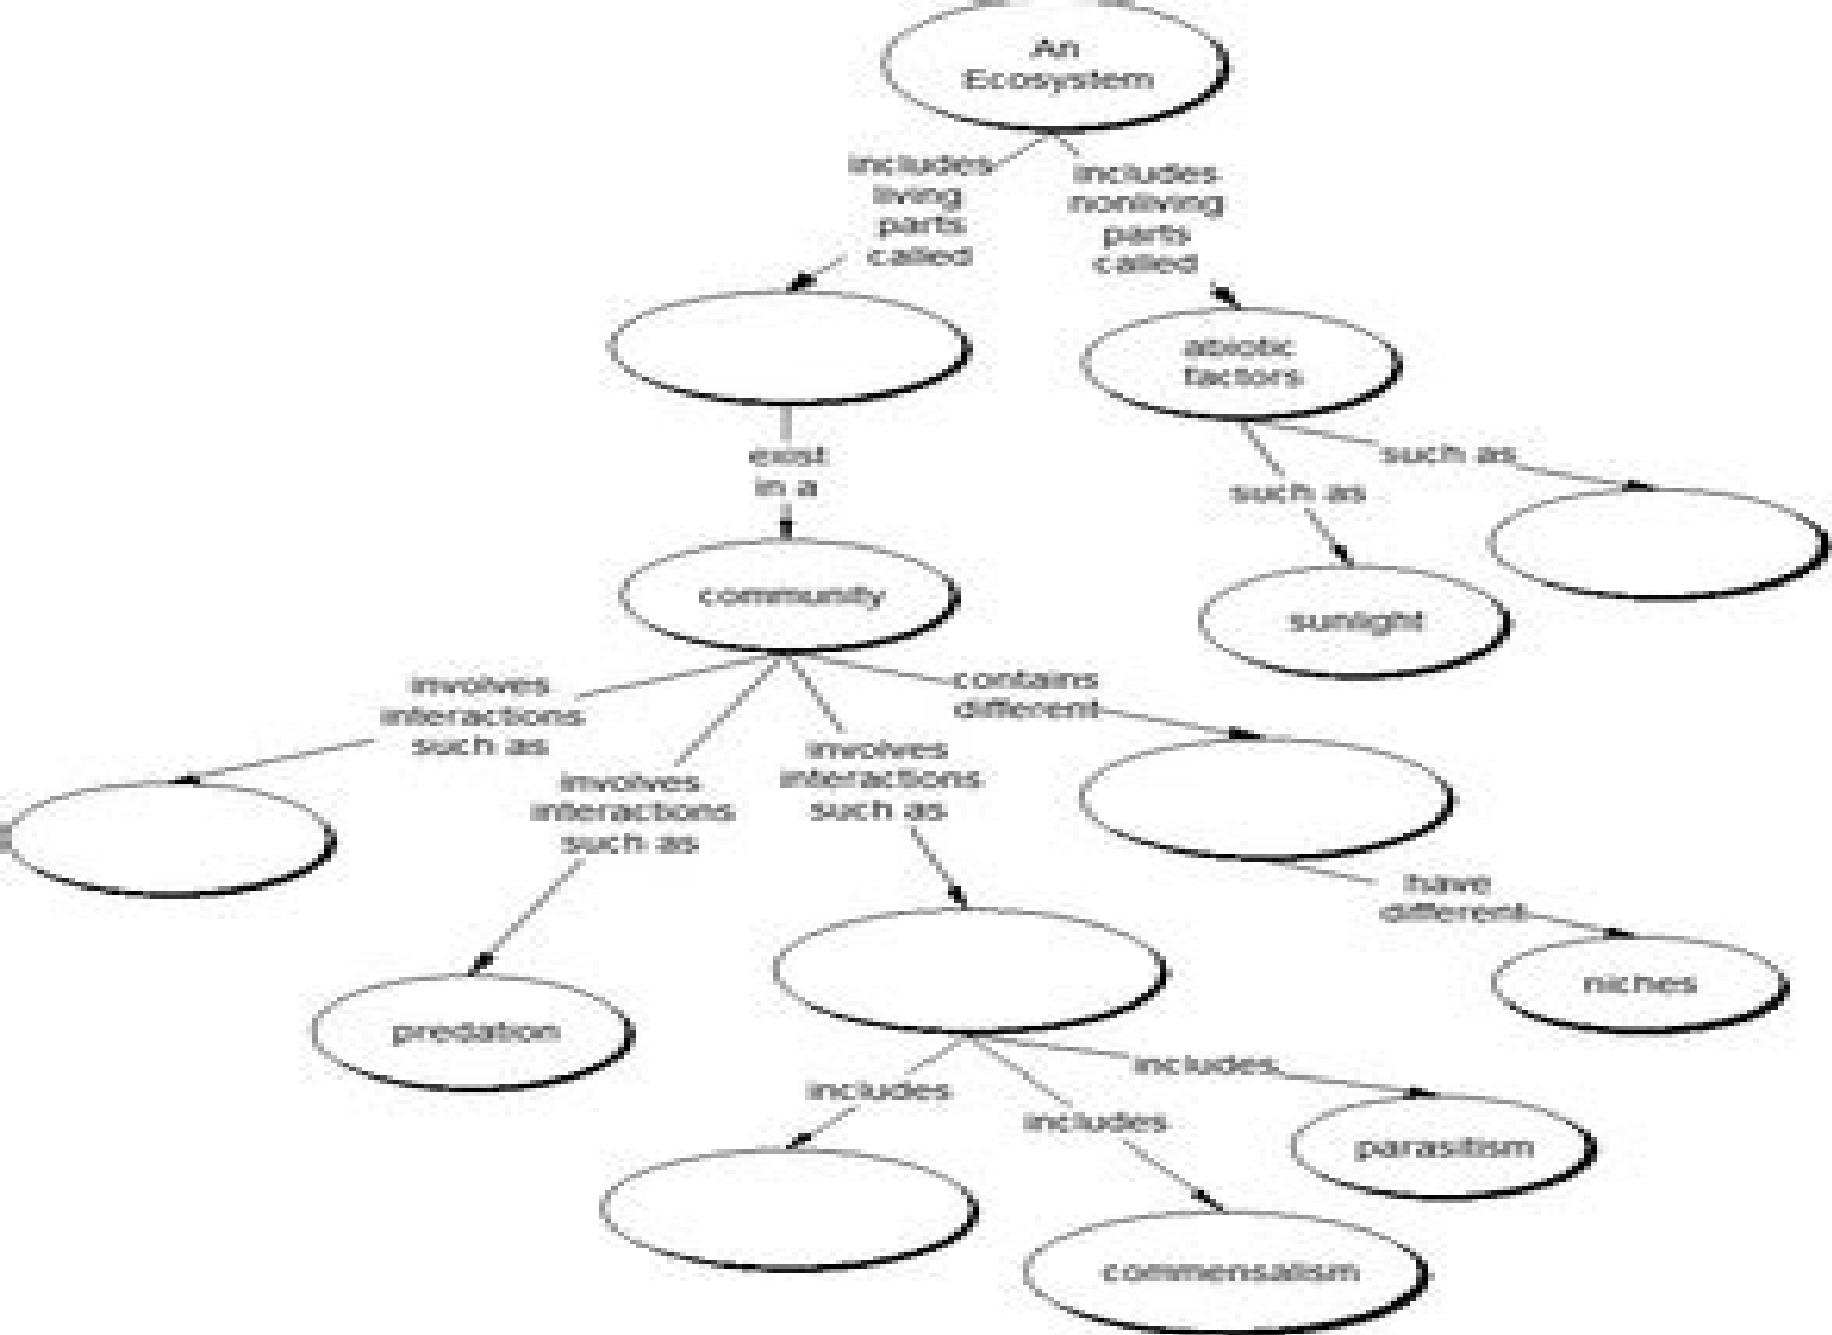 An
Ecosystem
includes
living
parts
called
includes
nonliving
parts
called
abiotic
factors
exist
in a
such as
such as
community
sunlight
involves
interactions
such as
contains
different
involves
interactions
such as
involves
interactions
such as
have
different
niches
predation
includes
includes
includes
parasitism
commensalism